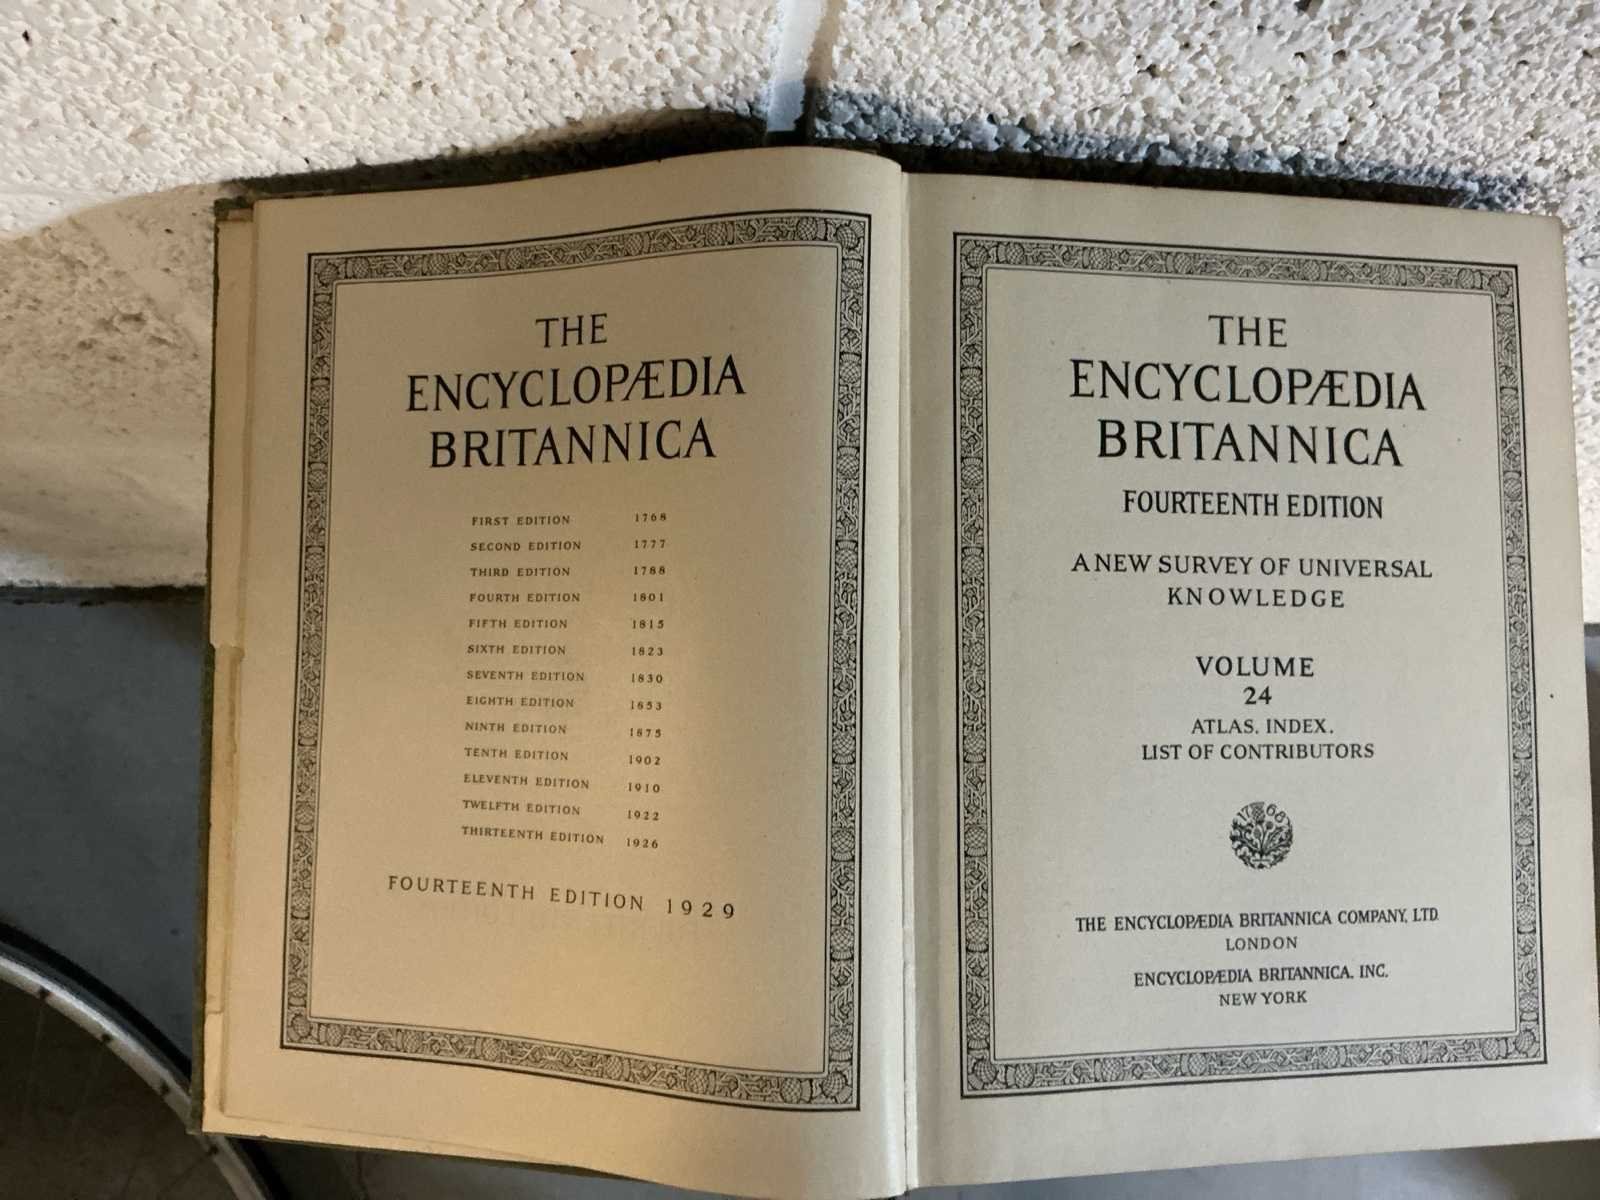 THE
ENCYCLOPÆDIA
BRITANNICA
FIRST EDITION 1768
SECOND EDITION 1777
THIRD EDITION 1788
FOURTH EDITION 1801
FIFTH EDITION 1815
SIXTH EDITION 1823
SEVENTH EDITION 1830
EIGHTH EDITION 1853
NINTH EDITION 1875
TENTH EDITION 1902
ELEVENTH EDITION 1910
TWELFTH EDITION 1922
THIRTEENTH EDITION 1926
FOURTEENTH EDITION 1929
THE
ENCYCLOPÆDIA
BRITANNICA
FOURTEENTH EDITION
A NEW SURVEY OF UNIVERSAL
KNOWLEDGE
VOLUME
24
ATLAS. INDEX.
LIST OF CONTRIBUTORS
1768
THE ENCYCLOPÆDIA BRITANNICA COMPANY, LTD.
LONDON
ENCYCLOPÆDIA BRITANNICA, INC.
NEW YORK